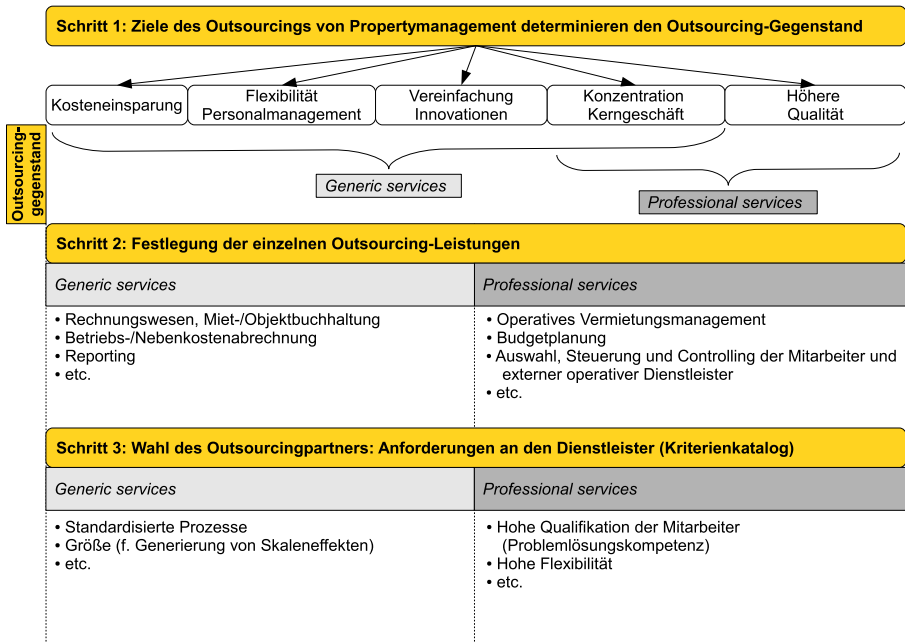 Schritt 1: Ziele des Outsourcings von Propertymanagement determinieren den Outsourcing-Gegenstand
Kosteneinsparung
Flexibilität
Personalmanagement
Vereinfachung
Innovationen
Konzentration
Kerngeschäft
Höhere
Qualität
Outsourcing-
gegenstand
Generic services
Professional services
Schritt 2: Festlegung der einzelnen Outsourcing-Leistungen
Generic services
• Rechnungswesen, Miet-/Objektbuchhaltung
• Betriebs-/Nebenkostenabrechnung
• Reporting
• etc.
Professional services
• Operatives Vermietungsmanagement
• Budgetplanung
• Auswahl, Steuerung und Controlling der Mitarbeiter und
externer operativer Dienstleister
• etc.
Schritt 3: Wahl des Outsourcingpartners: Anforderungen an den Dienstleister (Kriterienkatalog)
Generic services
• Standardisierte Prozesse
• Größe (f. Generierung von Skaleneffekten)
• etc.
Professional services
• Hohe Qualifikation der Mitarbeiter
(Problemlösungskompetenz)
• Hohe Flexibilität
• etc.